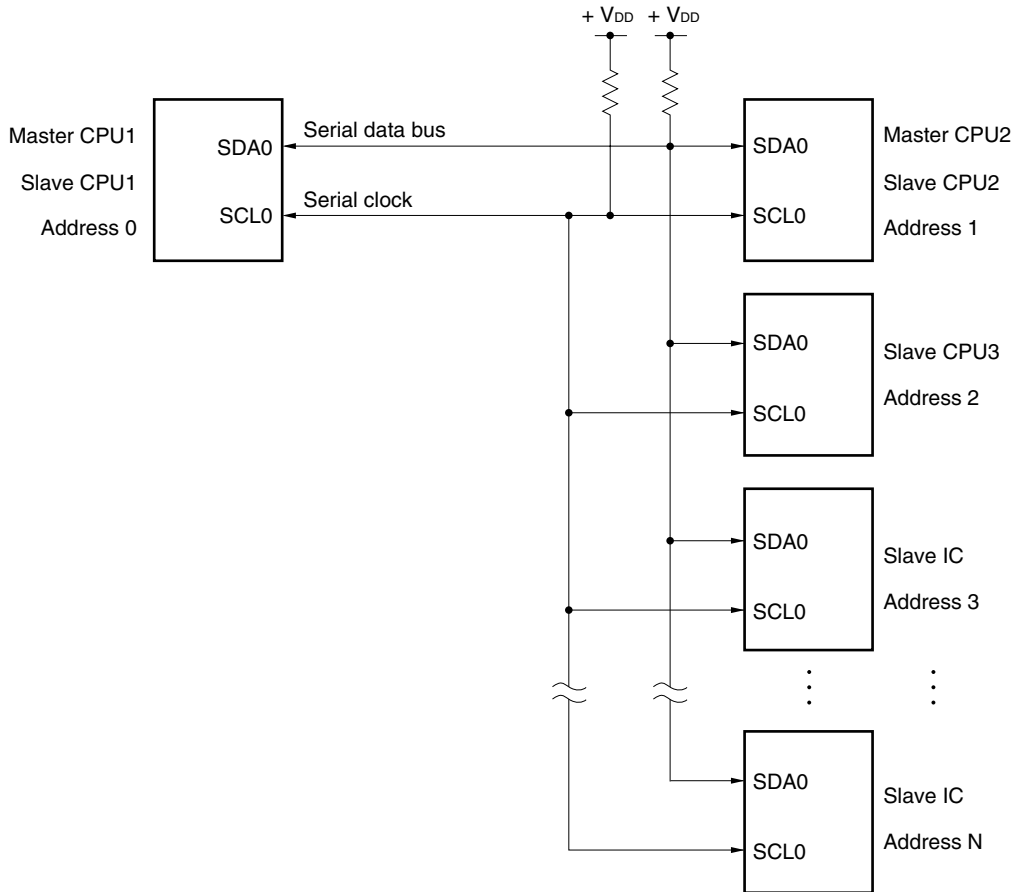 + VDD
+ VDD
Master CPU1
Slave CPU1
Address 0
SDA0
SCL0
Serial data bus
Serial clock
SDA0
SCL0
Master CPU2
Slave CPU2
Address 1
SDA0
SCL0
Slave CPU3
Address 2
SDA0
SCL0
Slave IC
Address 3
SDA0
SCL0
Slave IC
Address N